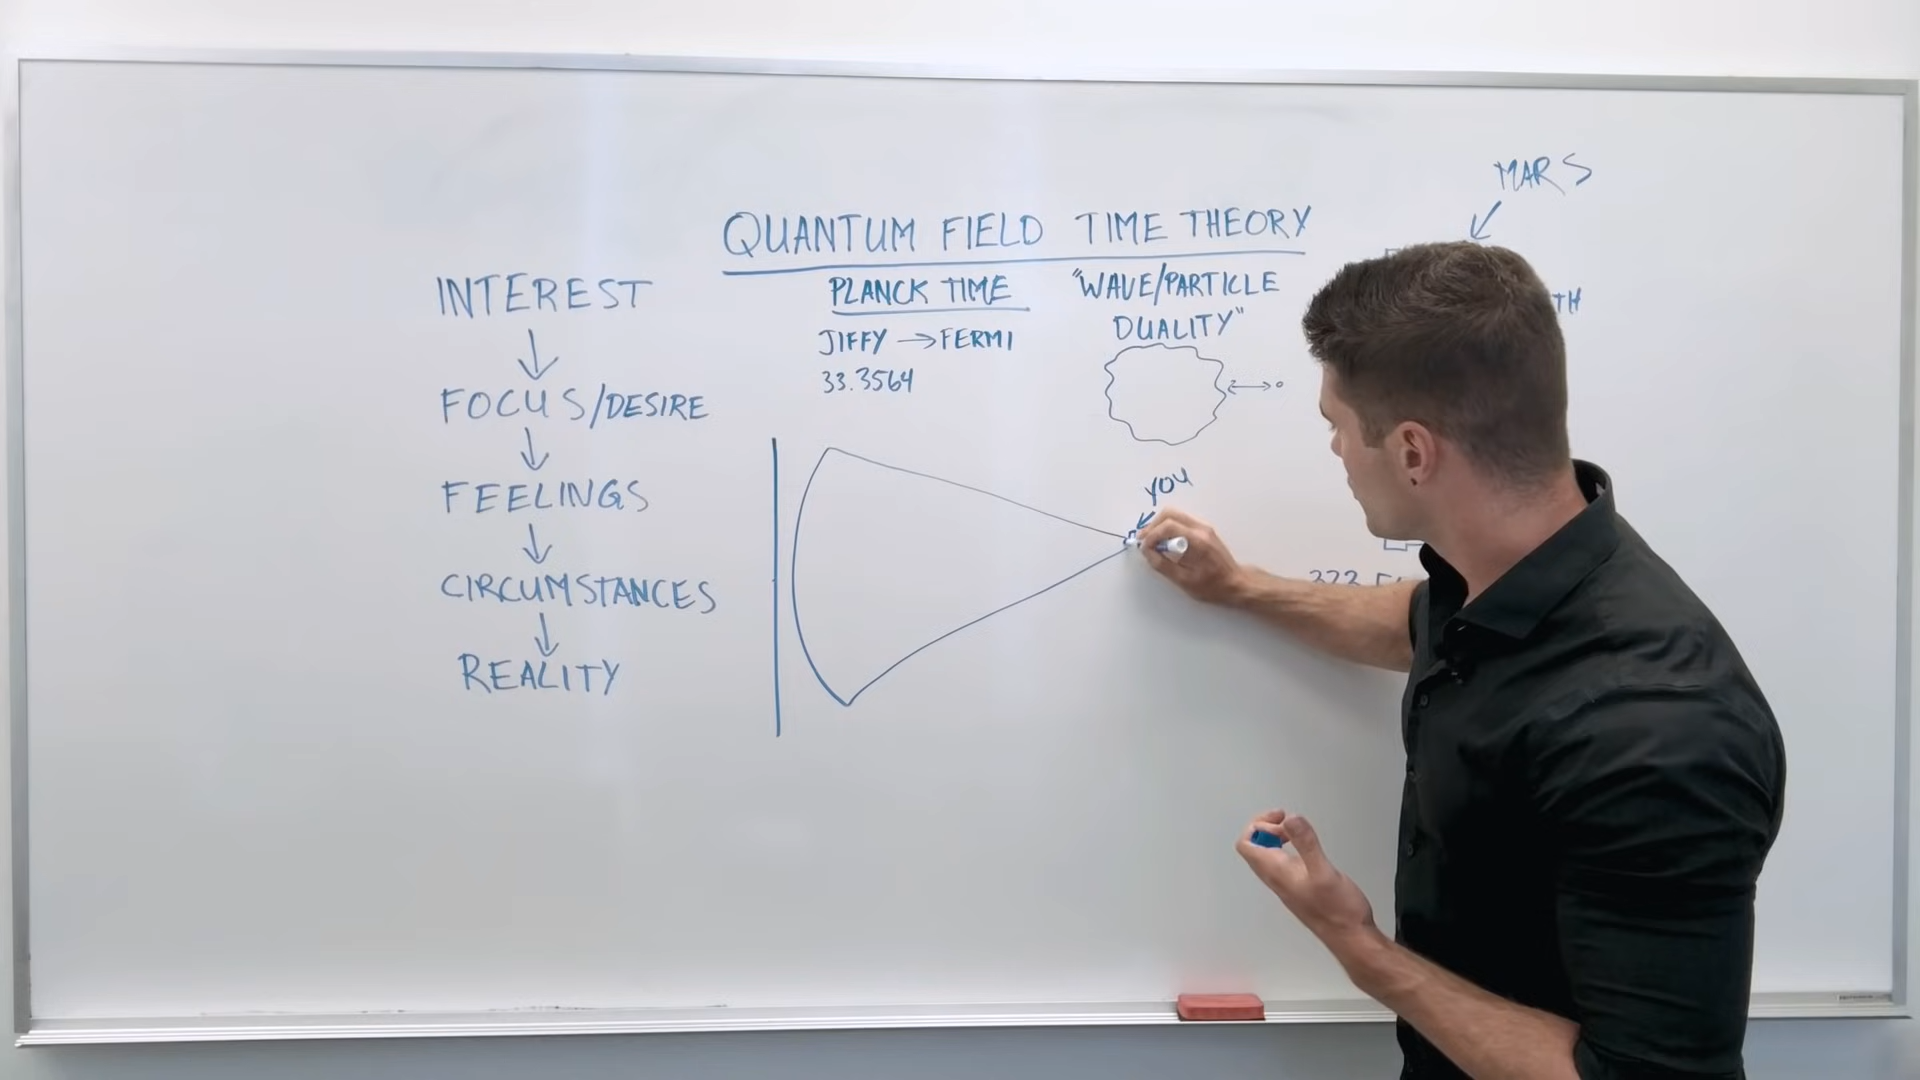 MARS
QUANTUM FIELD TIME THEORY
INTEREST
FOCUS/DESIRE
FEELINGS
CIRCUMSTANCES
REALITY
PLANCK TIME
JIFFY → FERMI
33.3564
"WAVE/PARTICLE
DUALITY"
YOU